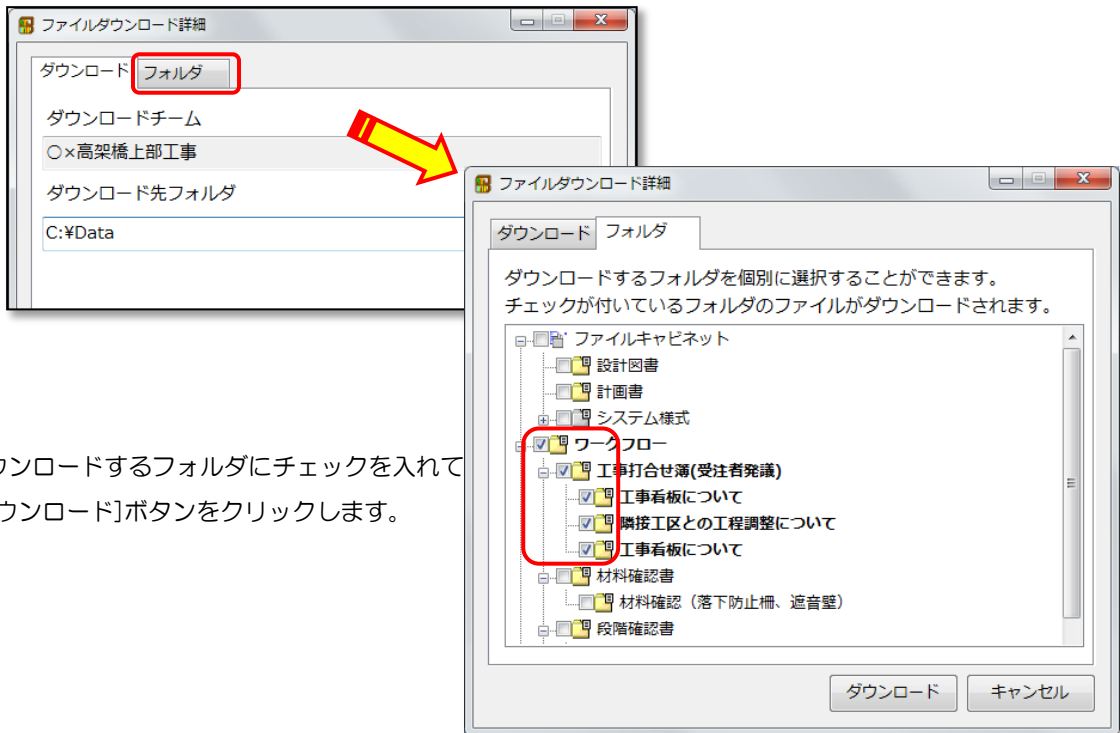 ファイルダウンロード詳細
ダウンロード フォルダ
ダウンロードチーム
○×高架橋上部工事
ダウンロード先フォルダ
C:¥Data
ファイルダウンロード詳細
ダウンロード フォルダ
ダウンロードするフォルダを個別に選択することができます。
チェックが付いているフォルダのファイルがダウンロードされます。
ファイルキャビネット
設計図書
計画書
システム様式
ワークフロー
工事打合せ簿(受注者発議)
工事看板について
隣接工区との工程調整について
工事看板について
材料確認書
材料確認（落下防止柵、遮音壁）
段階確認書
ダウンロード キャンセル
ウンロードするフォルダにチェックを入れて
ウンロード]ボタンをクリックします。